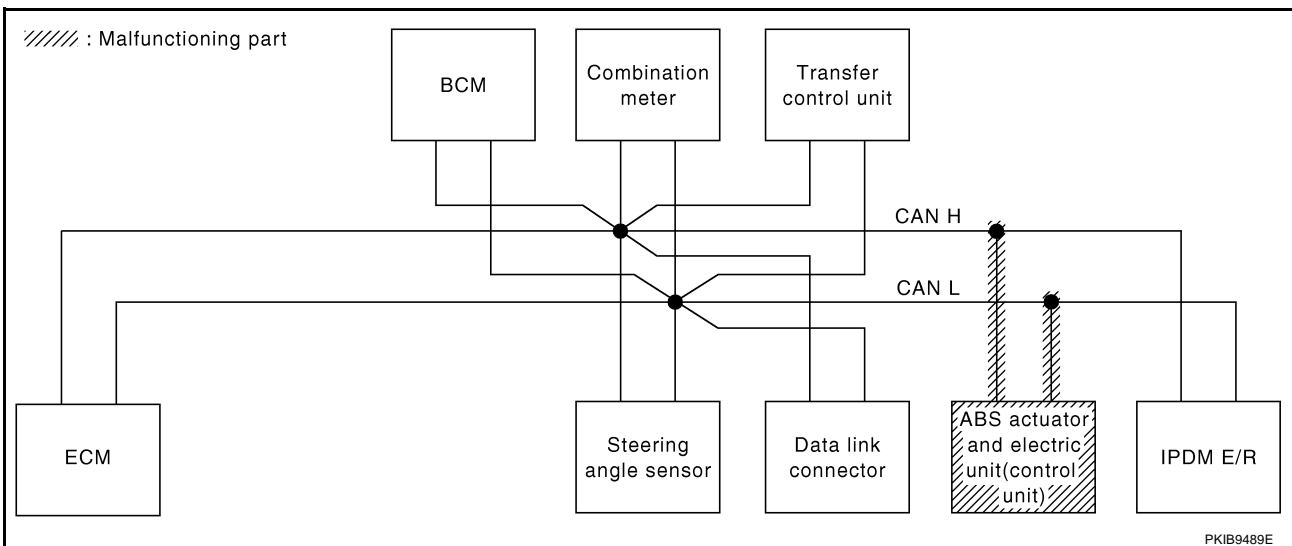 : Malfunctioning part
BCM
Combination
meter
Transfer
control unit
CAN H
CAN L
ECM
Steering
angle sensor
Data link
connector
ABS actuator
and electric
unit(control
unit)
IPDM E/R
PKIB9489E